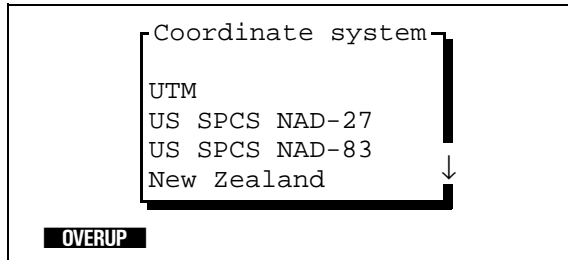 Coordinate system
UTM
US SPCS NAD-27
US SPCS NAD-83
New Zealand
↓
OVERUP